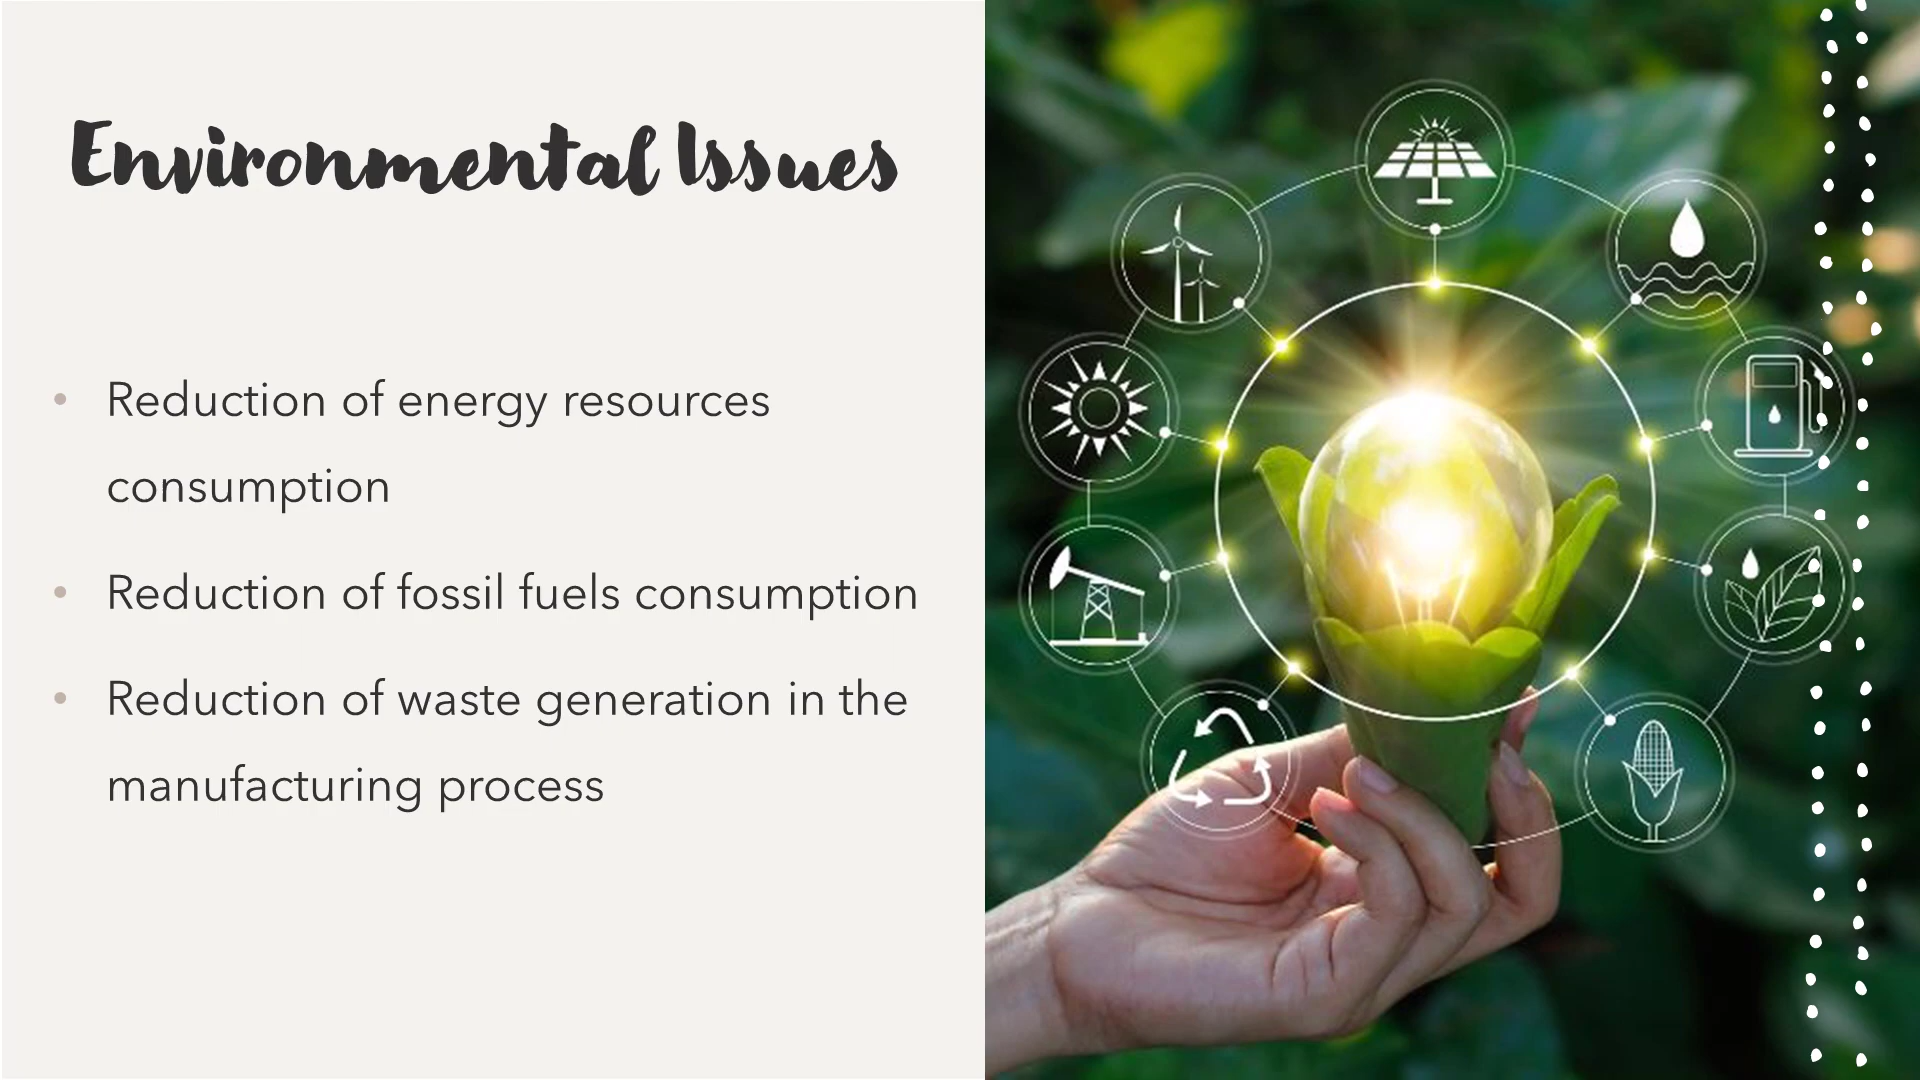 Environmental Issues
• Reduction of energy resources
consumption
• Reduction of fossil fuels consumption
• Reduction of waste generation in the
manufacturing process